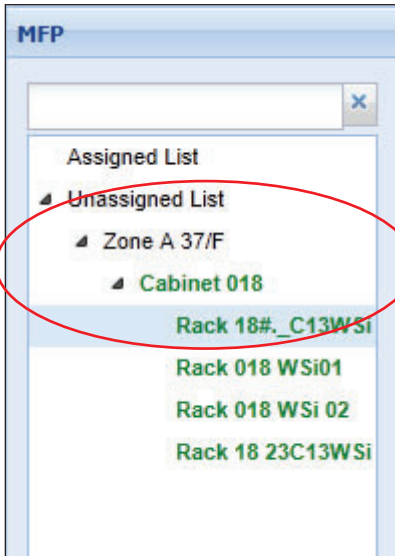 MFP
Assigned List
Unassigned List
Zone A 37/F
Cabinet 018
Rack 18#._C13WSi
Rack 018 WSi01
Rack 018 WSi 02
Rack 18 23C13WSi